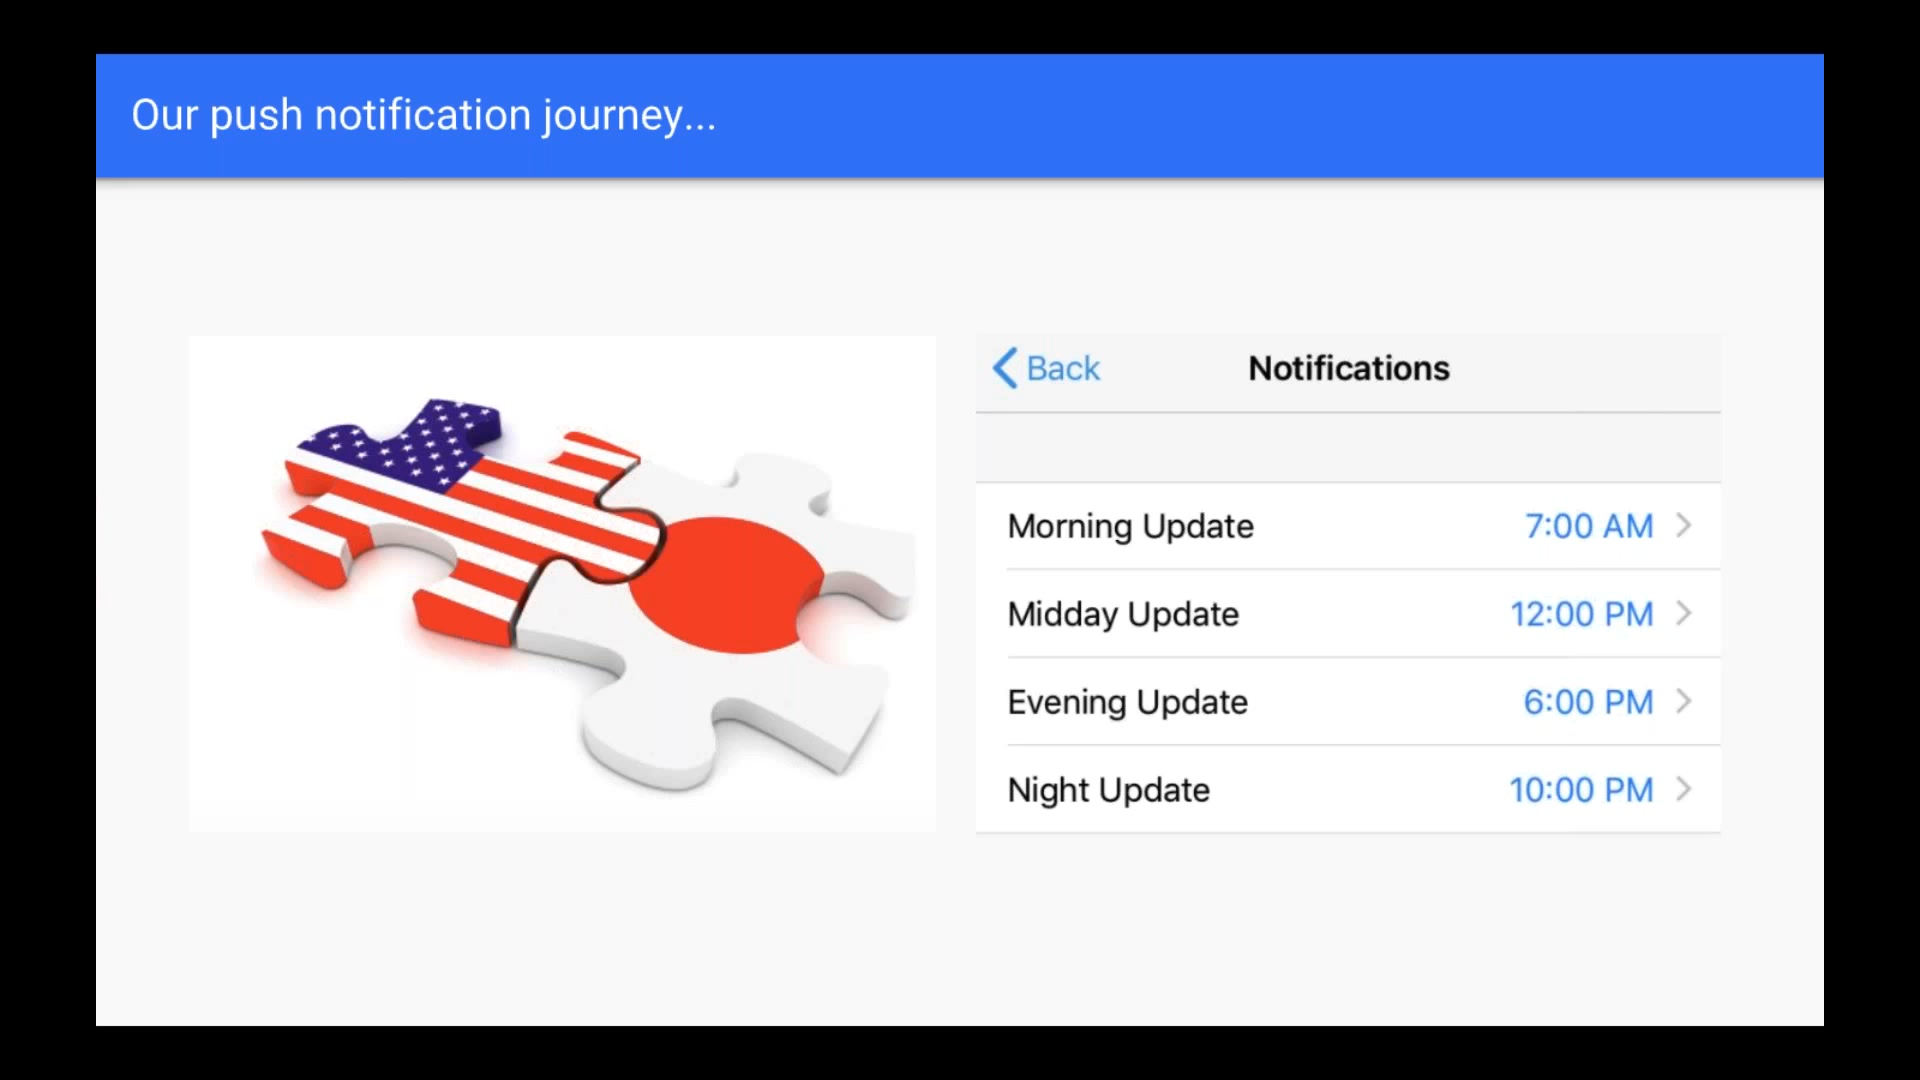 Our push notification journey...
Back Notifications
Morning Update 7:00 AM
Midday Update 12:00 PM
Evening Update 6:00 PM
Night Update 10:00 PM